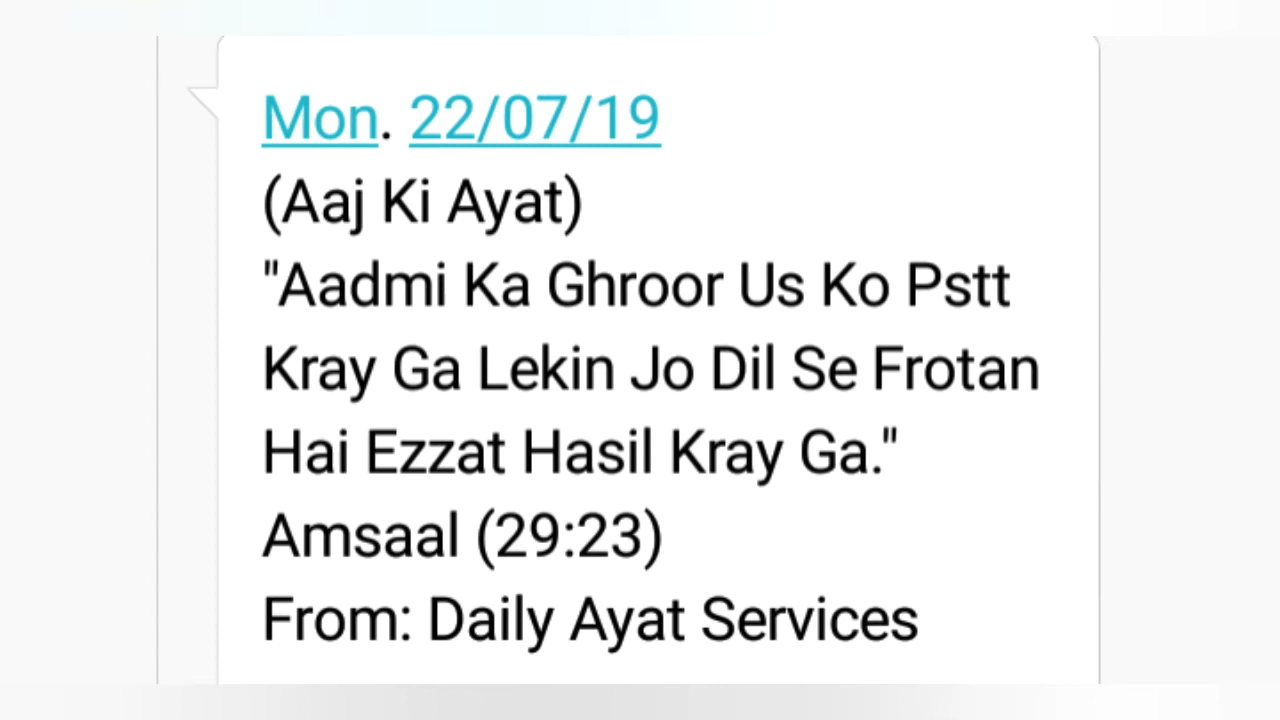 Mon. 22/07/19
(Aaj Ki Ayat)
"Aadmi Ka Ghroor Us Ko Pstt
Kray Ga Lekin Jo Dil Se Frotan
Hai Ezzat Hasil Kray Ga."
Amsaal (29:23)
From: Daily Ayat Services